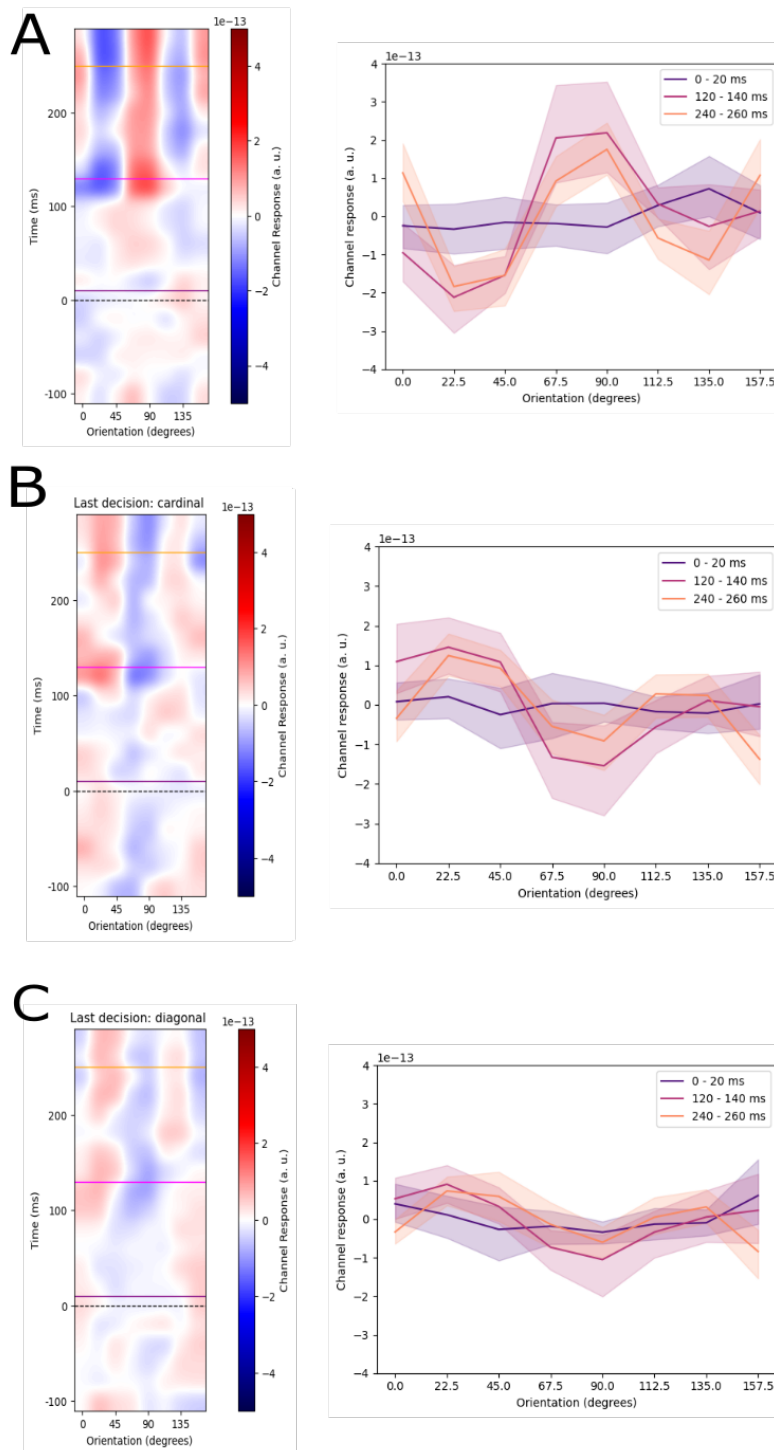 A
1e−13
4
2
0
−2
−4
Channel Response (a. u.)
200
100
0
-100
Time (ms)
0 45 90 135
Orientation (degrees)
1e−13
4
3
2
1
0
−1
−2
−3
−4
Channel response (a. u.)
0 - 20 ms
120 - 140 ms
240 - 260 ms
0.0 22.5 45.0 67.5 90.0 112.5 135.0 157.5
Orientation (degrees)
B
Last decision: cardinal
1e−13
4
2
0
−2
−4
Channel Response (a. u.)
200
100
0
-100
Time (ms)
0 45 90 135
Orientation (degrees)
1e−13
4
3
2
1
0
−1
−2
−3
−4
Channel response (a. u.)
0 - 20 ms
120 - 140 ms
240 - 260 ms
0.0 22.5 45.0 67.5 90.0 112.5 135.0 157.5
Orientation (degrees)
C
Last decision: diagonal
1e−13
4
2
0
−2
−4
Channel Response (a. u.)
200
100
0
-100
Time (ms)
0 45 90 135
Orientation (degrees)
1e−13
4
3
2
1
0
−1
−2
−3
−4
Channel response (a. u.)
0 - 20 ms
120 - 140 ms
240 - 260 ms
0.0 22.5 45.0 67.5 90.0 112.5 135.0 157.5
Orientation (degrees)